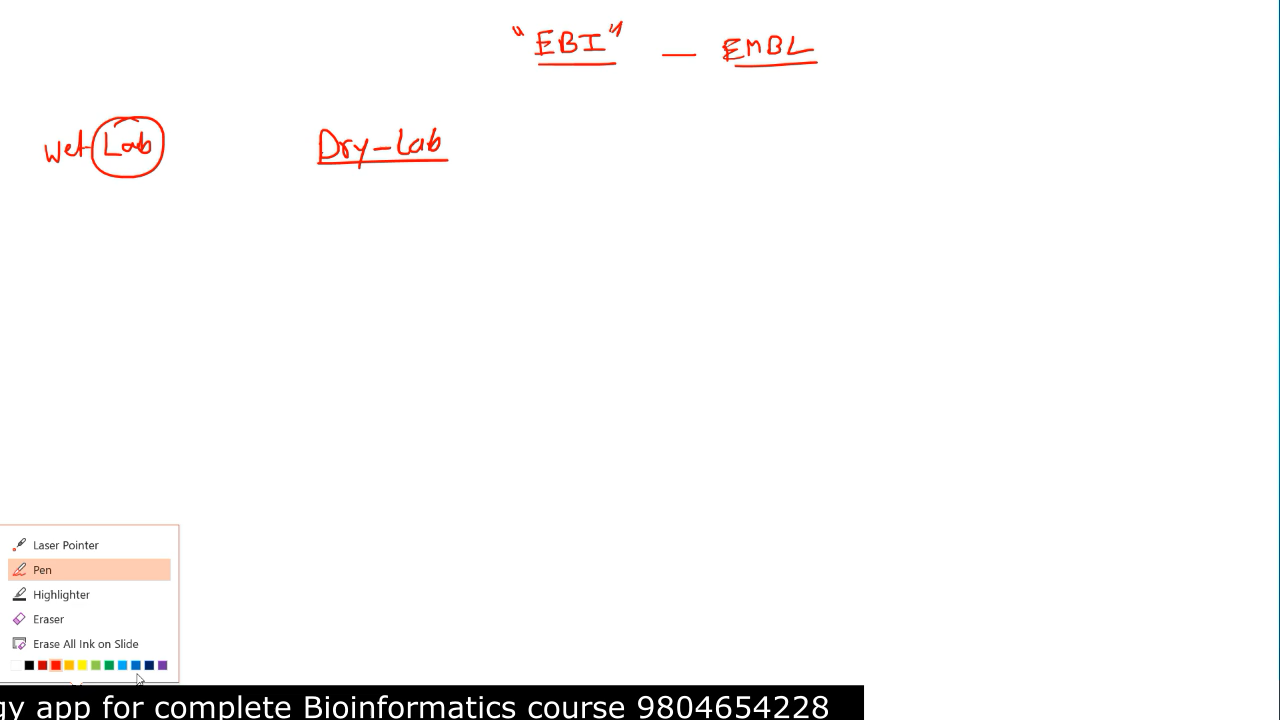 "EBI" — EMBL
wet-Lab
Dry-Lab
Laser Pointer
Pen
Highlighter
Eraser
Erase All Ink on Slide
gy app for complete Bioinformatics course 9804654228